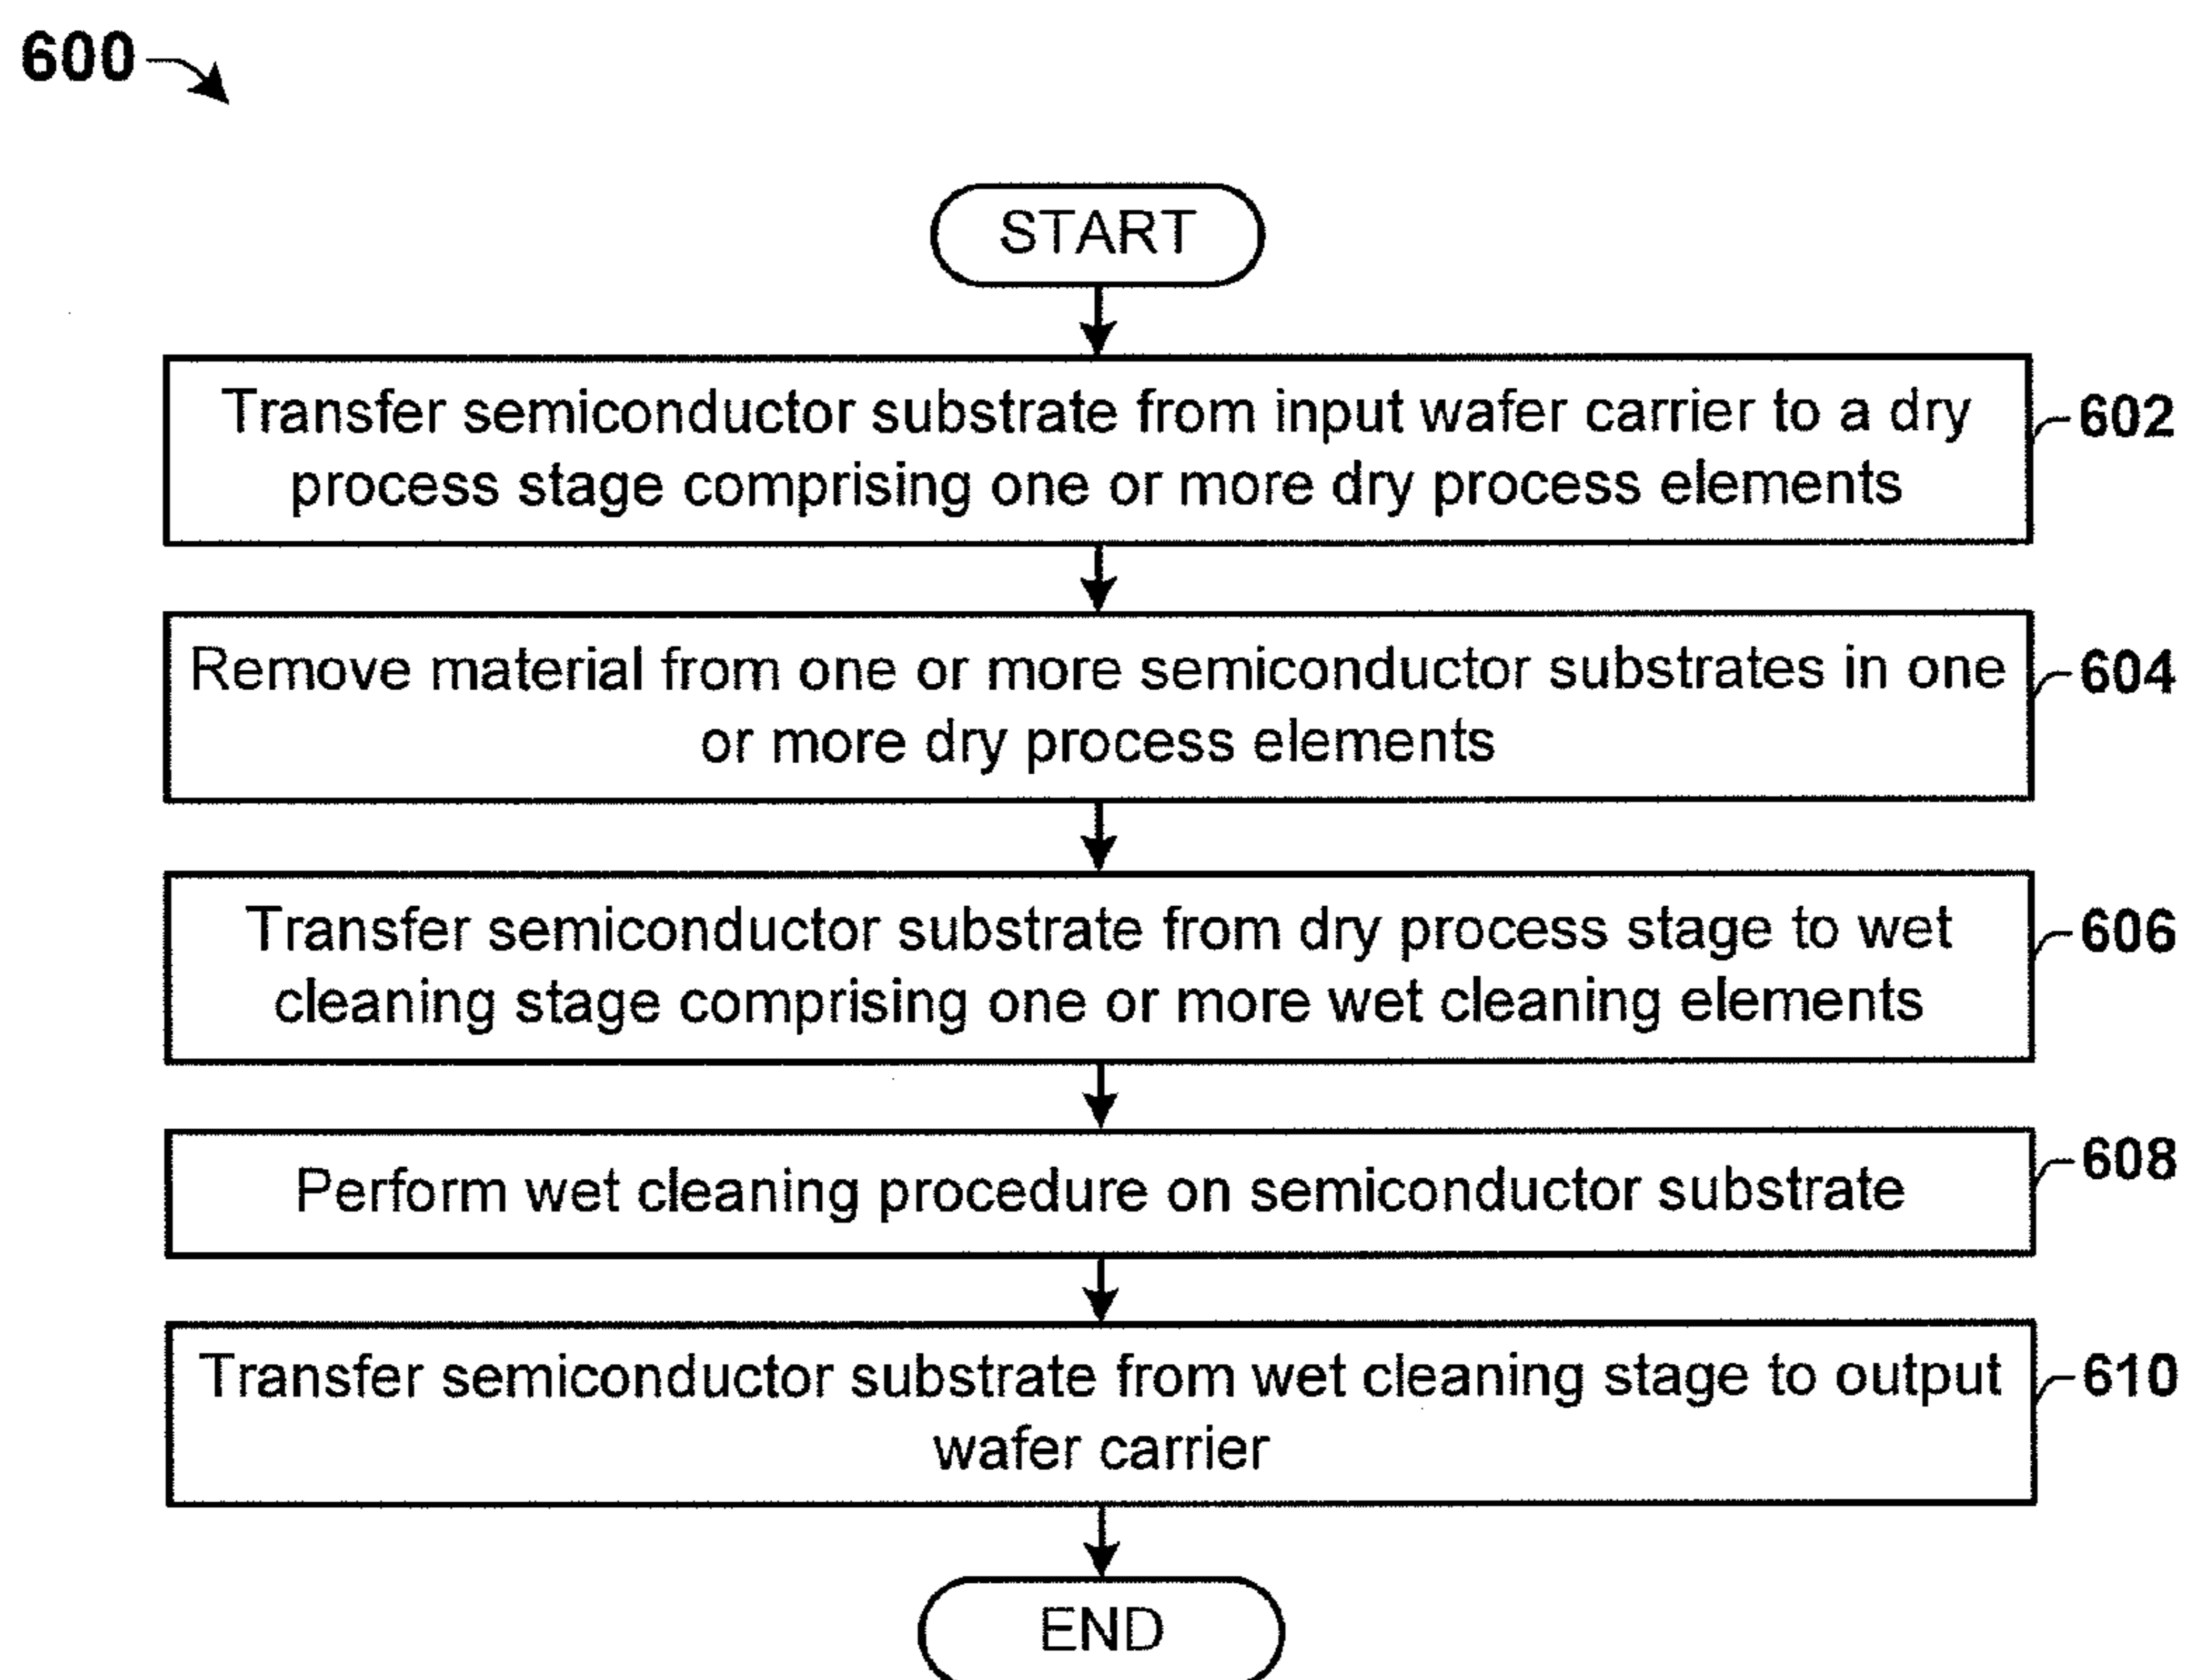 600
START
Transfer semiconductor substrate from input wafer carrier to a dry
process stage comprising one or more dry process elements
602
Remove material from one or more semiconductor substrates in one
or more dry process elements
604
Transfer semiconductor substrate from dry process stage to wet
cleaning stage comprising one or more wet cleaning elements
606
Perform wet cleaning procedure on semiconductor substrate
608
Transfer semiconductor substrate from wet cleaning stage to output
wafer carrier
610
END